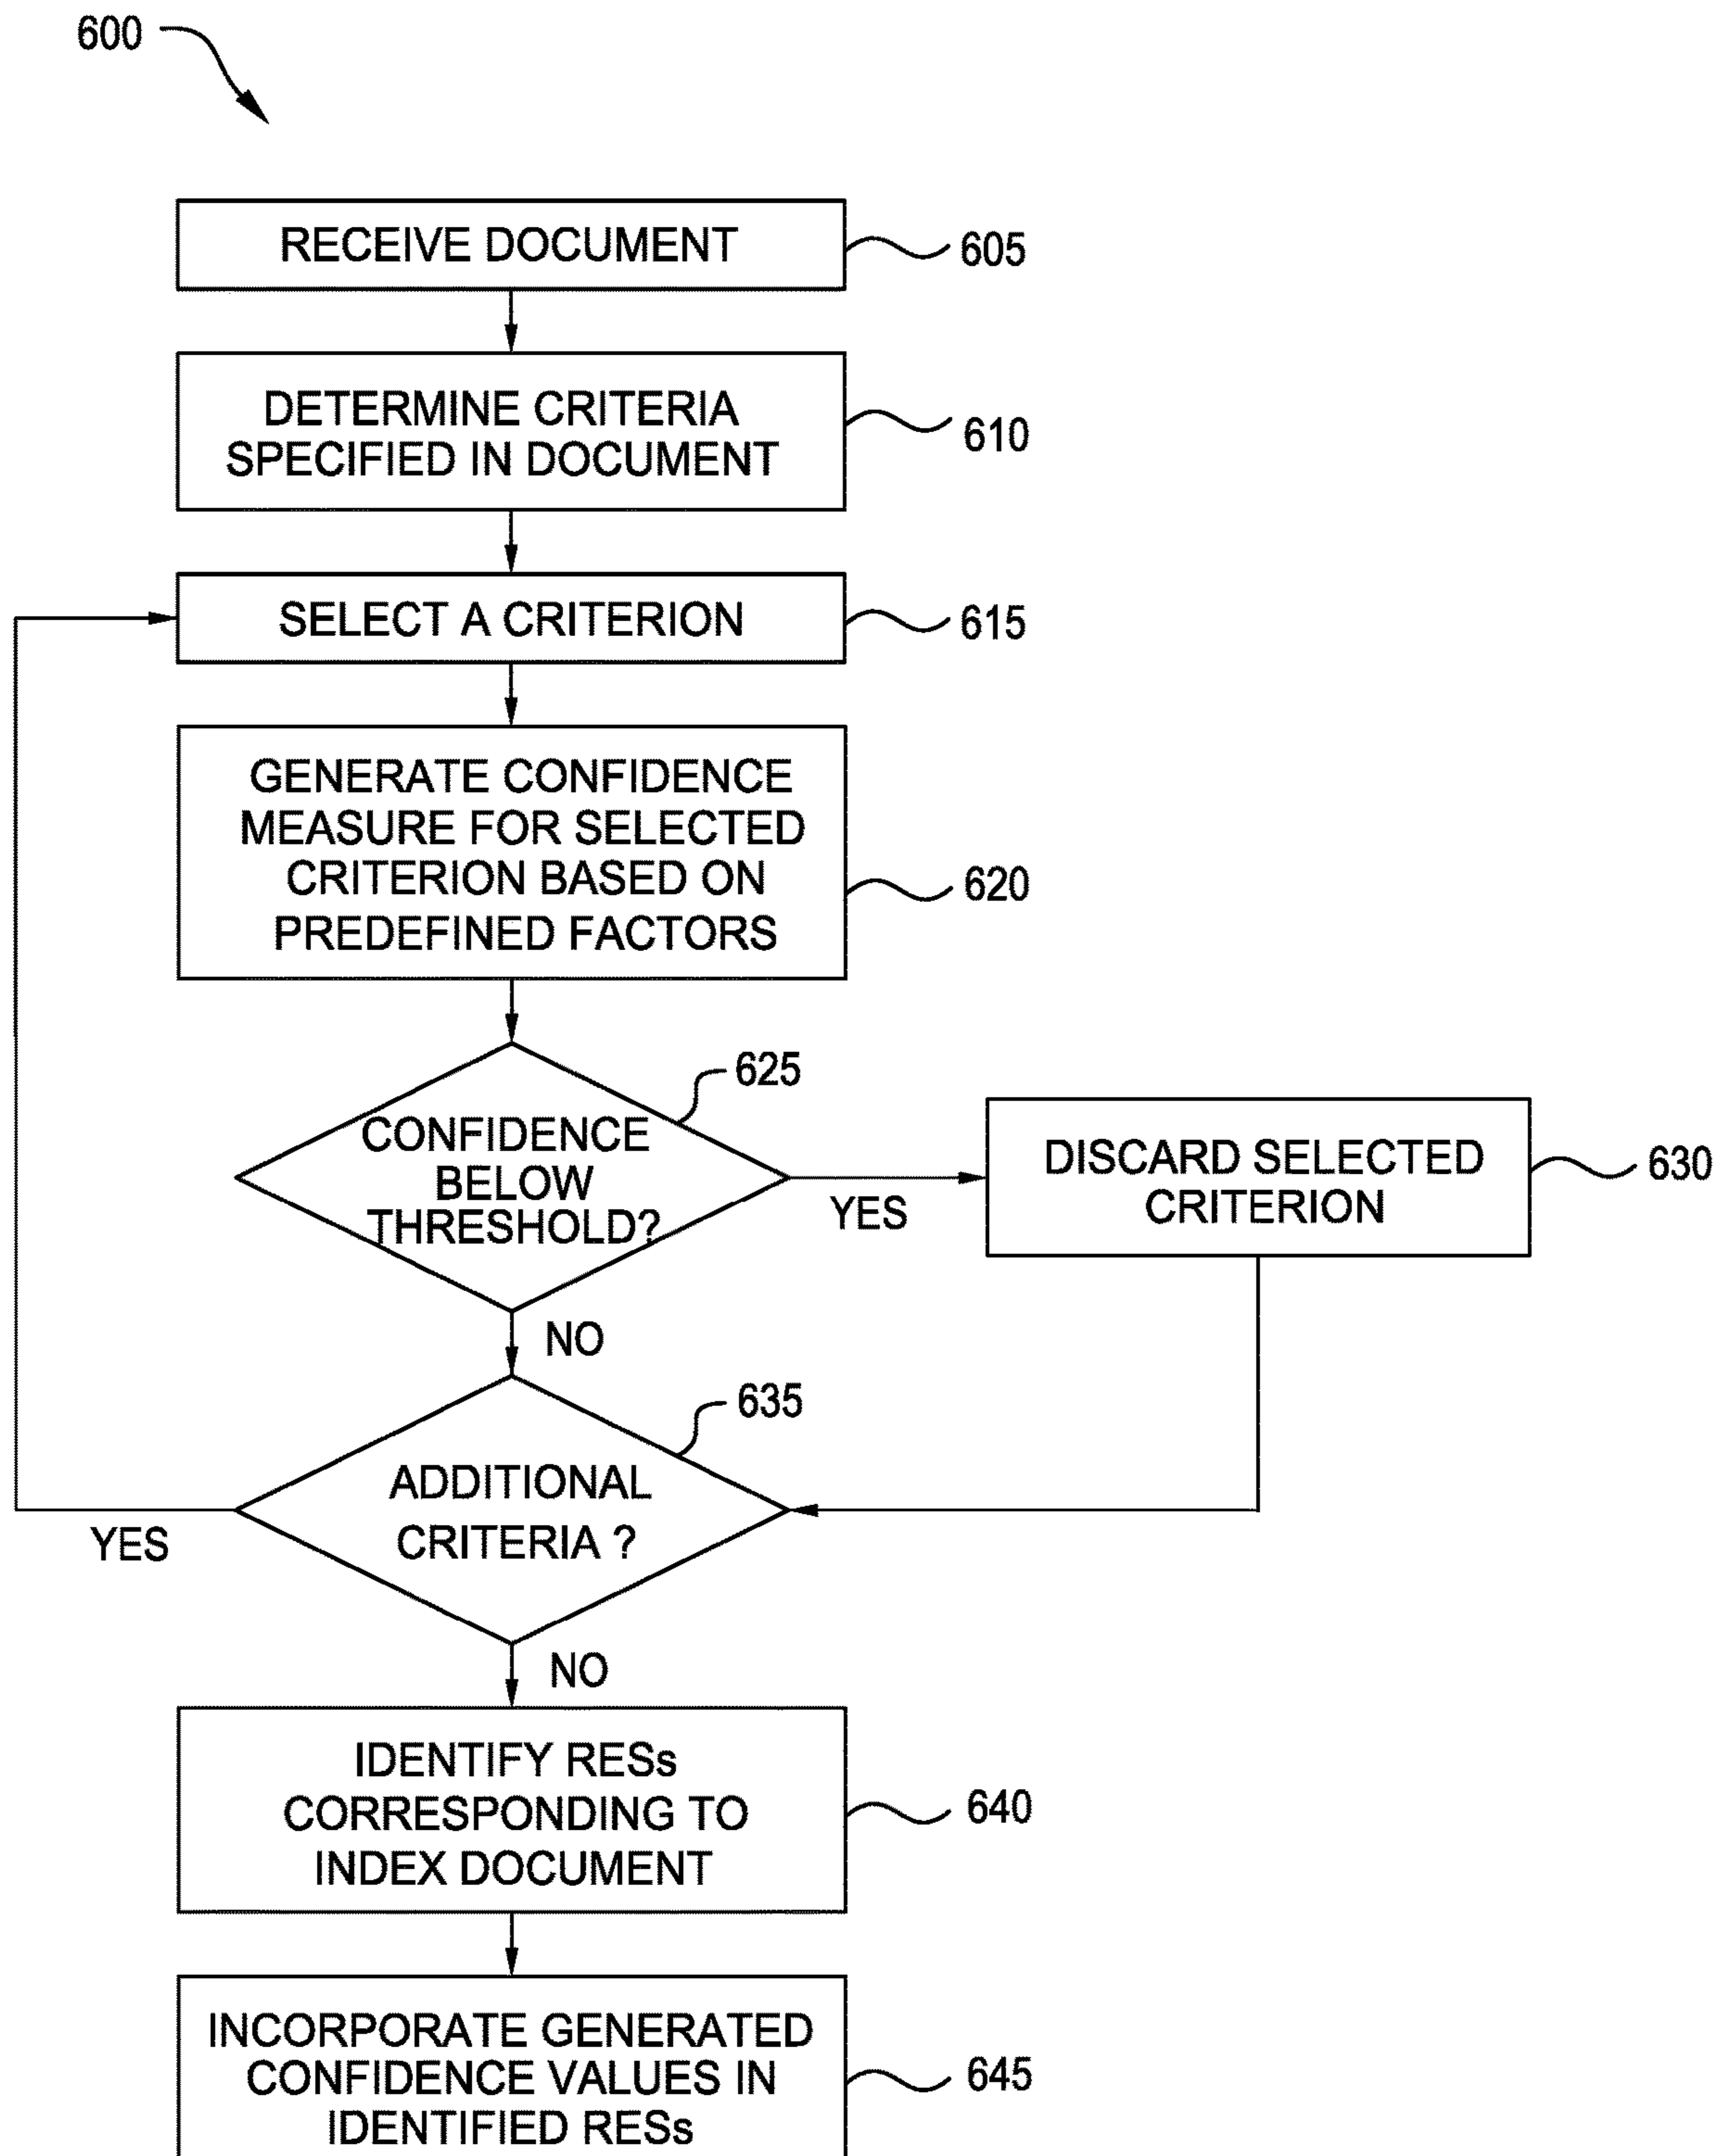 600
RECEIVE DOCUMENT
605
DETERMINE CRITERIA
SPECIFIED IN DOCUMENT
610
SELECT A CRITERION
615
GENERATE CONFIDENCE
MEASURE FOR SELECTED
CRITERION BASED ON
PREDEFINED FACTORS
620
625
CONFIDENCE
BELOW
THRESHOLD?
YES
DISCARD SELECTED
CRITERION
630
NO
635
ADDITIONAL
CRITERIA ?
YES
NO
IDENTIFY RESs
CORRESPONDING TO
INDEX DOCUMENT
640
INCORPORATE GENERATED
CONFIDENCE VALUES IN
IDENTIFIED RESs
645